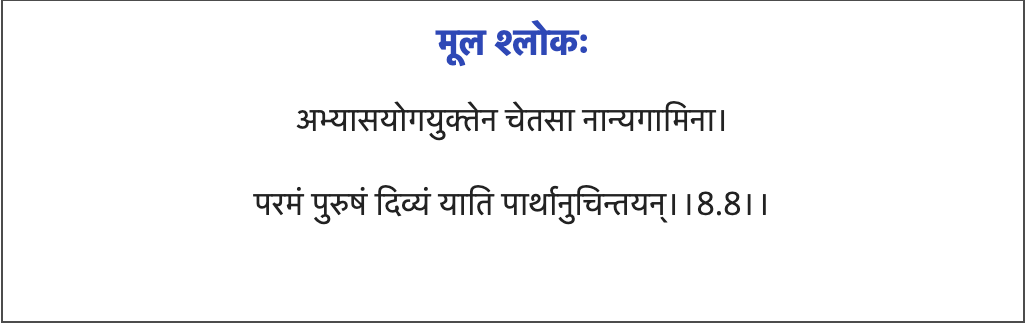 मूल श्लोकः
अभ्यासयोगयुक्तेन चेतसा नान्यगामिना।
परमं पुरुषं दिव्यं याति पार्थानुचिन्तयन्।।8.8।।